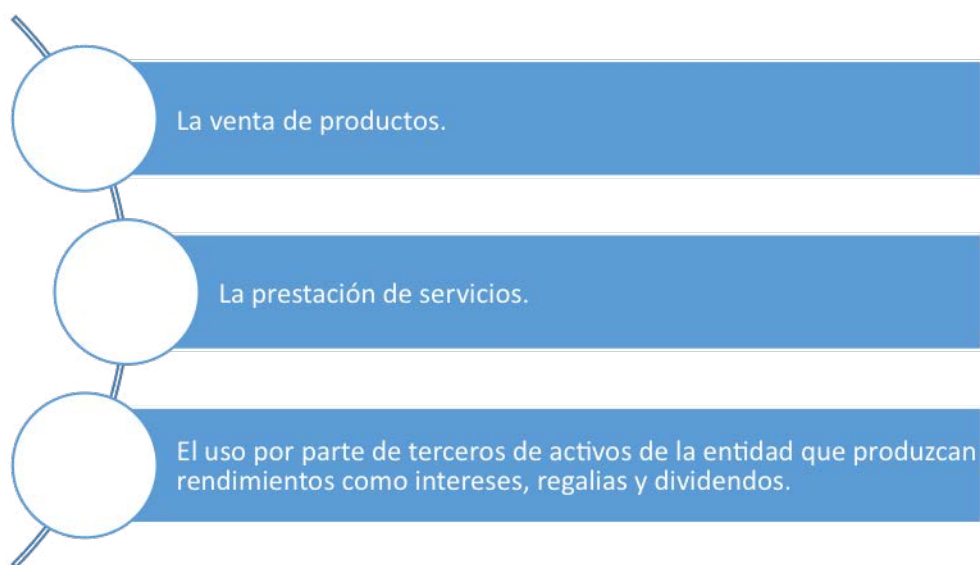 La venta de productos.
La prestación de servicios.
El uso por parte de terceros de activos de la entidad que produzcan
rendimientos como intereses, regalias y dividendos.